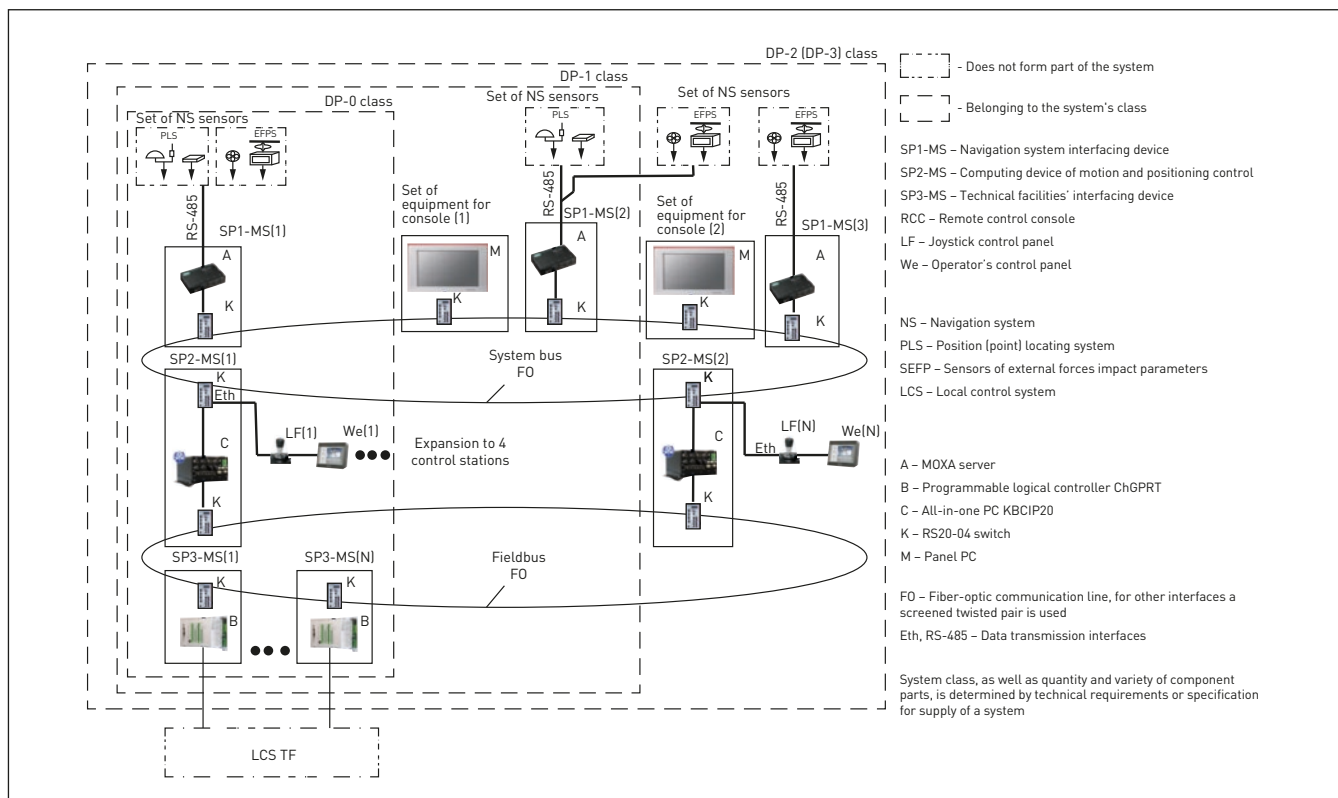 DP-2 (DP-3) class
DP-1 class
DP-0 class
Set of NS sensors
PLS
EFPS
Set of NS sensors
PLS
Set of NS sensors
EFPS
EFPS
RS-485
RS-485
RS-485
SP1-MS(1)
A
K
Set of
equipment for
console (1)
M
K
SP1-MS(2)
A
K
Set of
equipment for
console (2)
M
K
SP1-MS(3)
A
K
System bus
FO
SP2-MS(1)
K
Eth
C
K
LF(1)
We(1)
Expansion to 4
control stations
SP2-MS(2)
K
C
K
Eth
LF(N)
We(N)
SP3-MS(1)
K
B
SP3-MS(N)
K
B
Fieldbus
FO
LCS TF
- Does not form part of the system
- Belonging to the system's class
SP1-MS – Navigation system interfacing device
SP2-MS – Computing device of motion and positioning control
SP3-MS – Technical facilities' interfacing device
RCC – Remote control console
LF – Joystick control panel
We – Operator's control panel
NS – Navigation system
PLS – Position (point) locating system
SEFP – Sensors of external forces impact parameters
LCS – Local control system
A – MOXA server
B – Programmable logical controller ChGPRT
C – All-in-one PC KBCIP20
K – RS20-04 switch
M – Panel PC
FO – Fiber-optic communication line, for other interfaces a
screened twisted pair is used
Eth, RS-485 – Data transmission interfaces
System class, as well as quantity and variety of component
parts, is determined by technical requirements or specification
for supply of a system